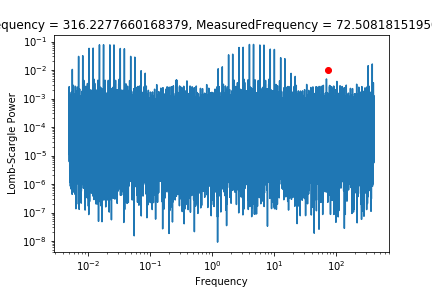 equency = 316.2277660168379, MeasuredFrequency = 72.5081815195
10⁻¹
10⁻²
10⁻³
10⁻⁴
10⁻⁵
10⁻⁶
10⁻⁷
10⁻⁸
Lomb-Scargle Power
10⁻² 10⁻¹ 10⁰ 10¹ 10²
Frequency